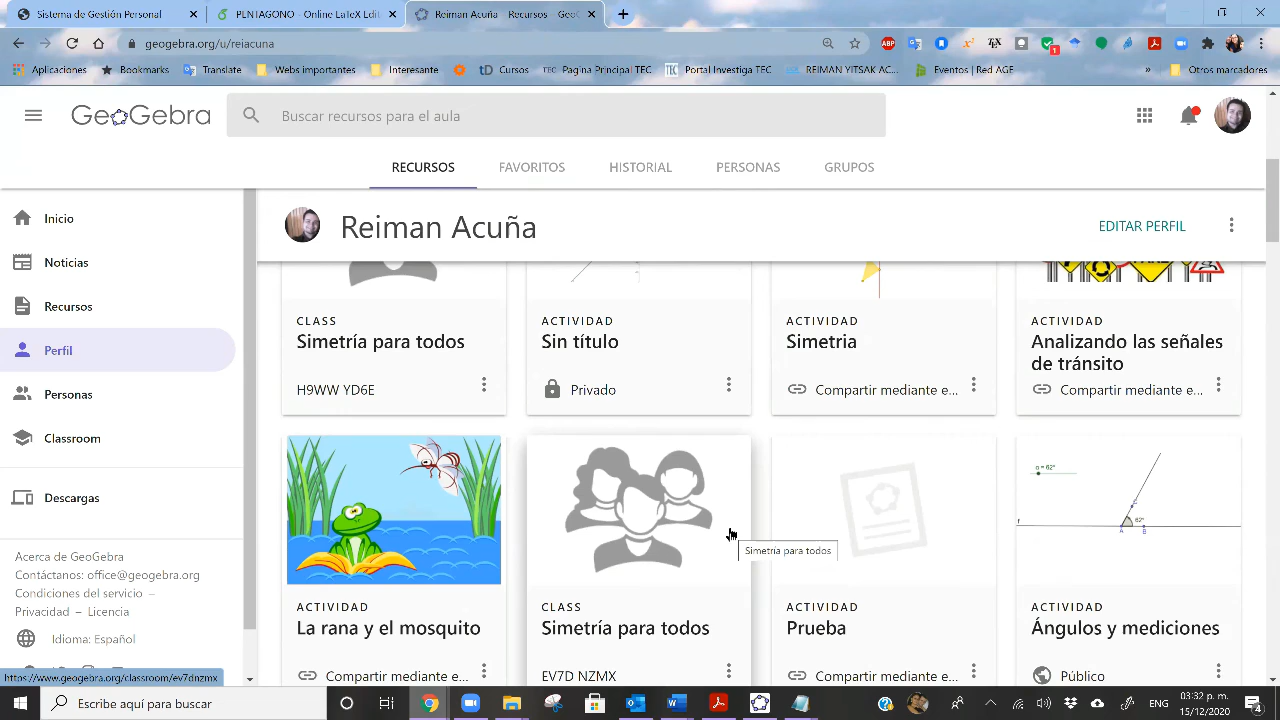 Sistema Personal
PENTAGONO - Online LaTeX Edi
Reiman Acuña - Recursos - Geo
geogebra.org/u/reiacuna
Aplicaciones
Bookmarks
Translate
Webs importantes
Interesante
tD Cursos
TEC Pagina Principal TEC
Portal Investiga TEC
REIMAN YITSAK AC...
Eventos | Red AGE
»
Otros marcadores
GeoGebra
Buscar recursos para el aula
RECURSOS
FAVORITOS
HISTORIAL
PERSONAS
GRUPOS
Inicio
Noticias
Recursos
Perfil
Personas
Classroom
Descargas
Acerca de GeoGebra
Contáctanos: office@geogebra.org
Condiciones del servicio –
Privacidad – Licencia
Idioma: Español
Reiman Acuña
EDITAR PERFIL
CLASS
Simetría para todos
H9WW YD6E
ACTIVIDAD
Sin título
Privado
ACTIVIDAD
Simetria
Compartir mediante e...
ACTIVIDAD
Analizando las señales
de tránsito
Compartir mediante e...
ACTIVIDAD
La rana y el mosquito
Compartir mediante e...
Simetría para todos
CLASS
Simetría para todos
EV7D NZMX
ACTIVIDAD
Prueba
Compartir mediante e...
α = 62°
f
C
62°
A
B
ACTIVIDAD
Ángulos y mediciones
Público
https://www.geogebra.org/classroom/ev7dnzmx
Escribe aquí para buscar
ENG
03:32 p. m.
15/12/2020